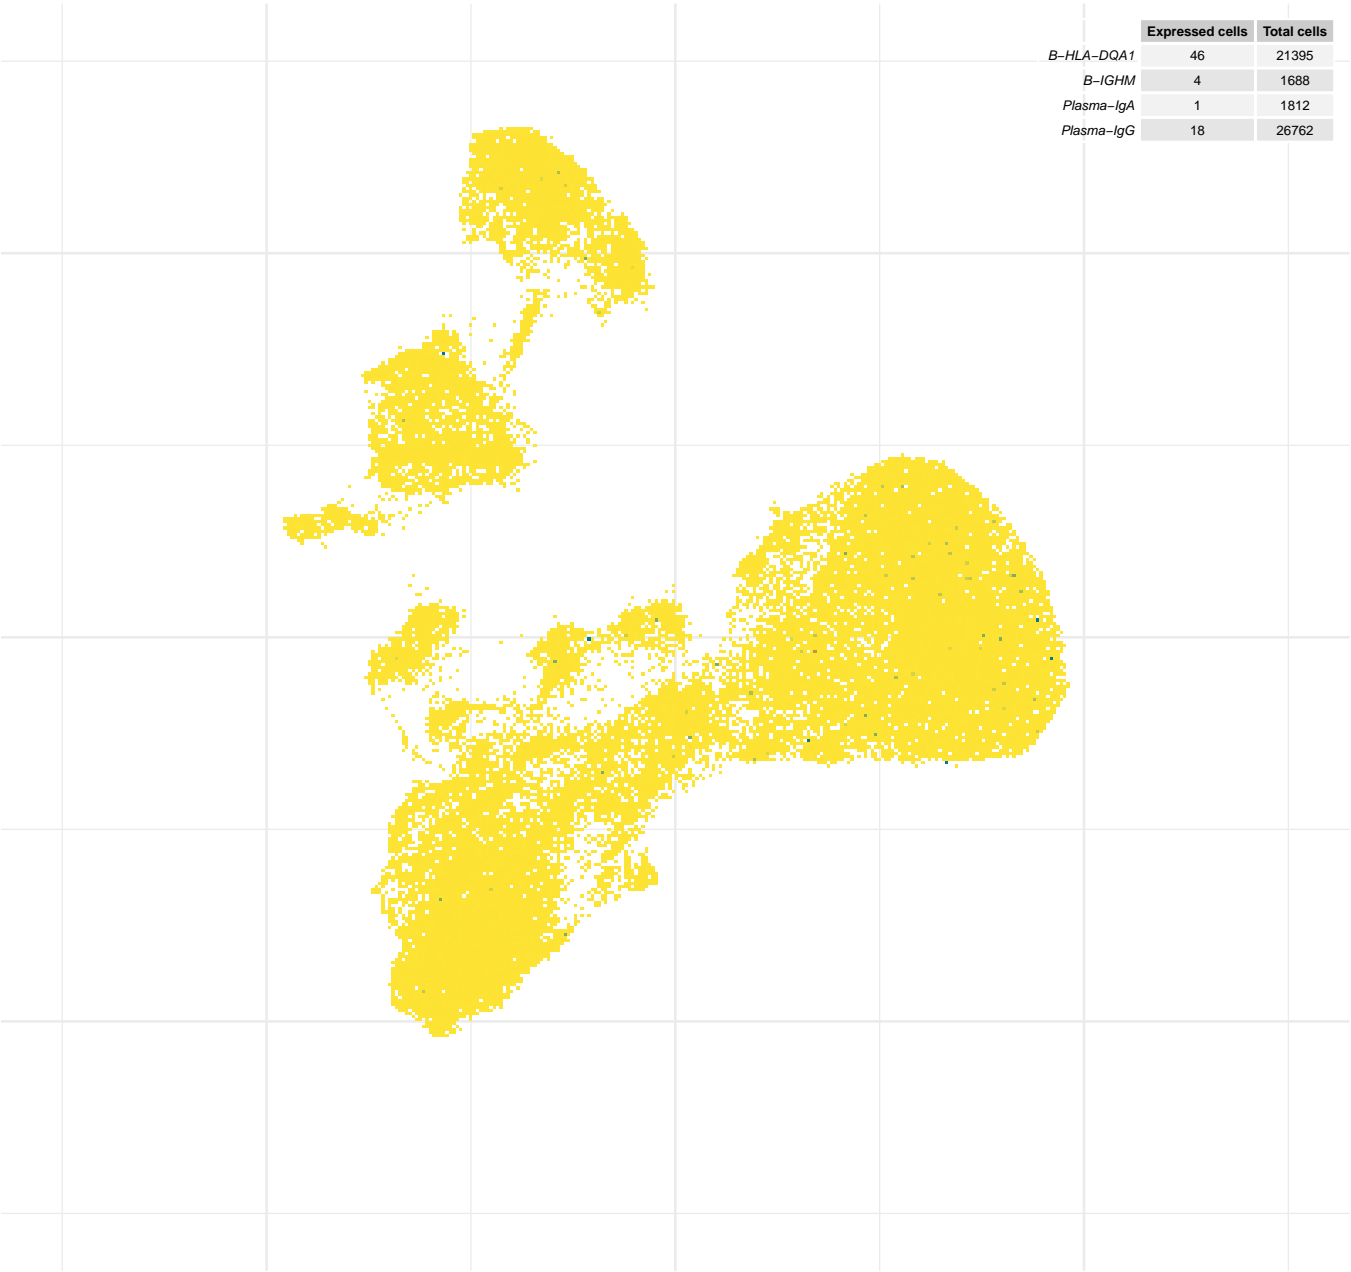 Expressed cells Total cells
B−HLA−DQA1 46 21395
B−IGHM 4 1688
Plasma−IgA 1 1812
Plasma−IgG 18 26762